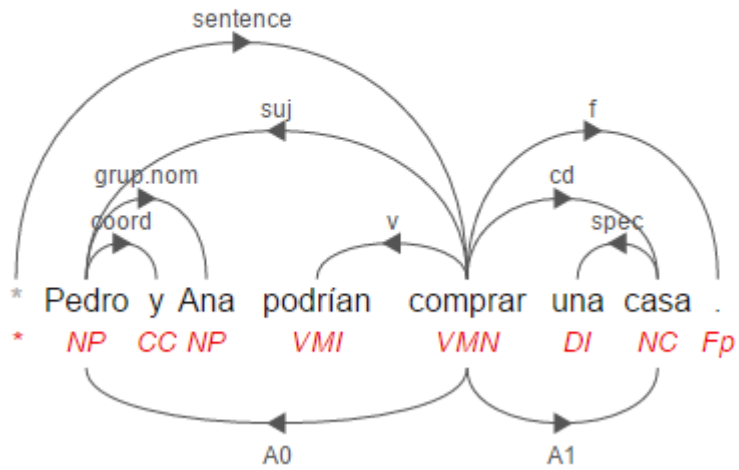 sentence
suj
f
grup.nom
cd
coord
v
spec
* Pedro y Ana podrían comprar una casa .
* NP CC NP VMI VMN DI NC Fp
A0 A1